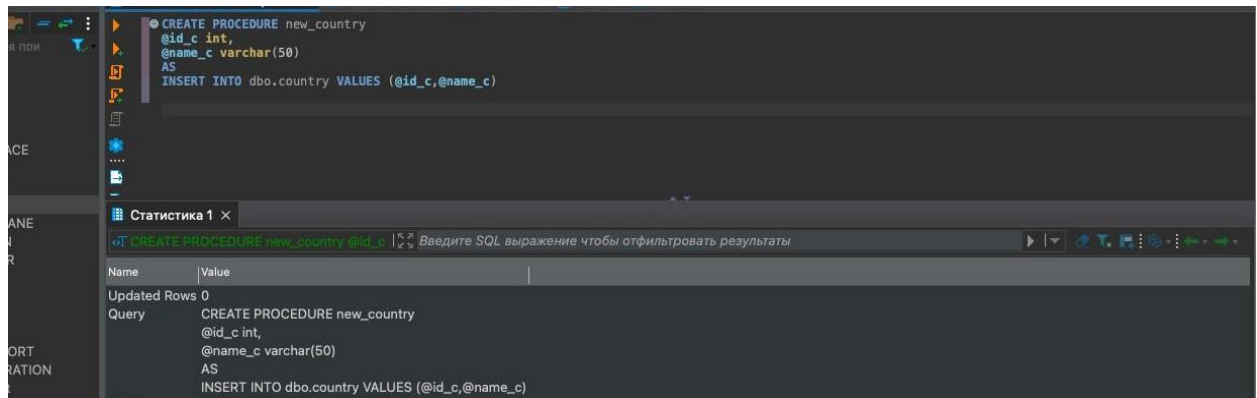 CREATE PROCEDURE new_country
@id_c int,
@name_c varchar(50)
AS
INSERT INTO dbo.country VALUES (@id_c,@name_c)
я пои
ACE
ANE
R
ORT
RATION
Статистика 1 ×
CREATE PROCEDURE new_country @id_c Введите SQL выражение чтобы отфильтровать результаты
Name Value
Updated Rows 0
Query CREATE PROCEDURE new_country
@id_c int,
@name_c varchar(50)
AS
INSERT INTO dbo.country VALUES (@id_c,@name_c)